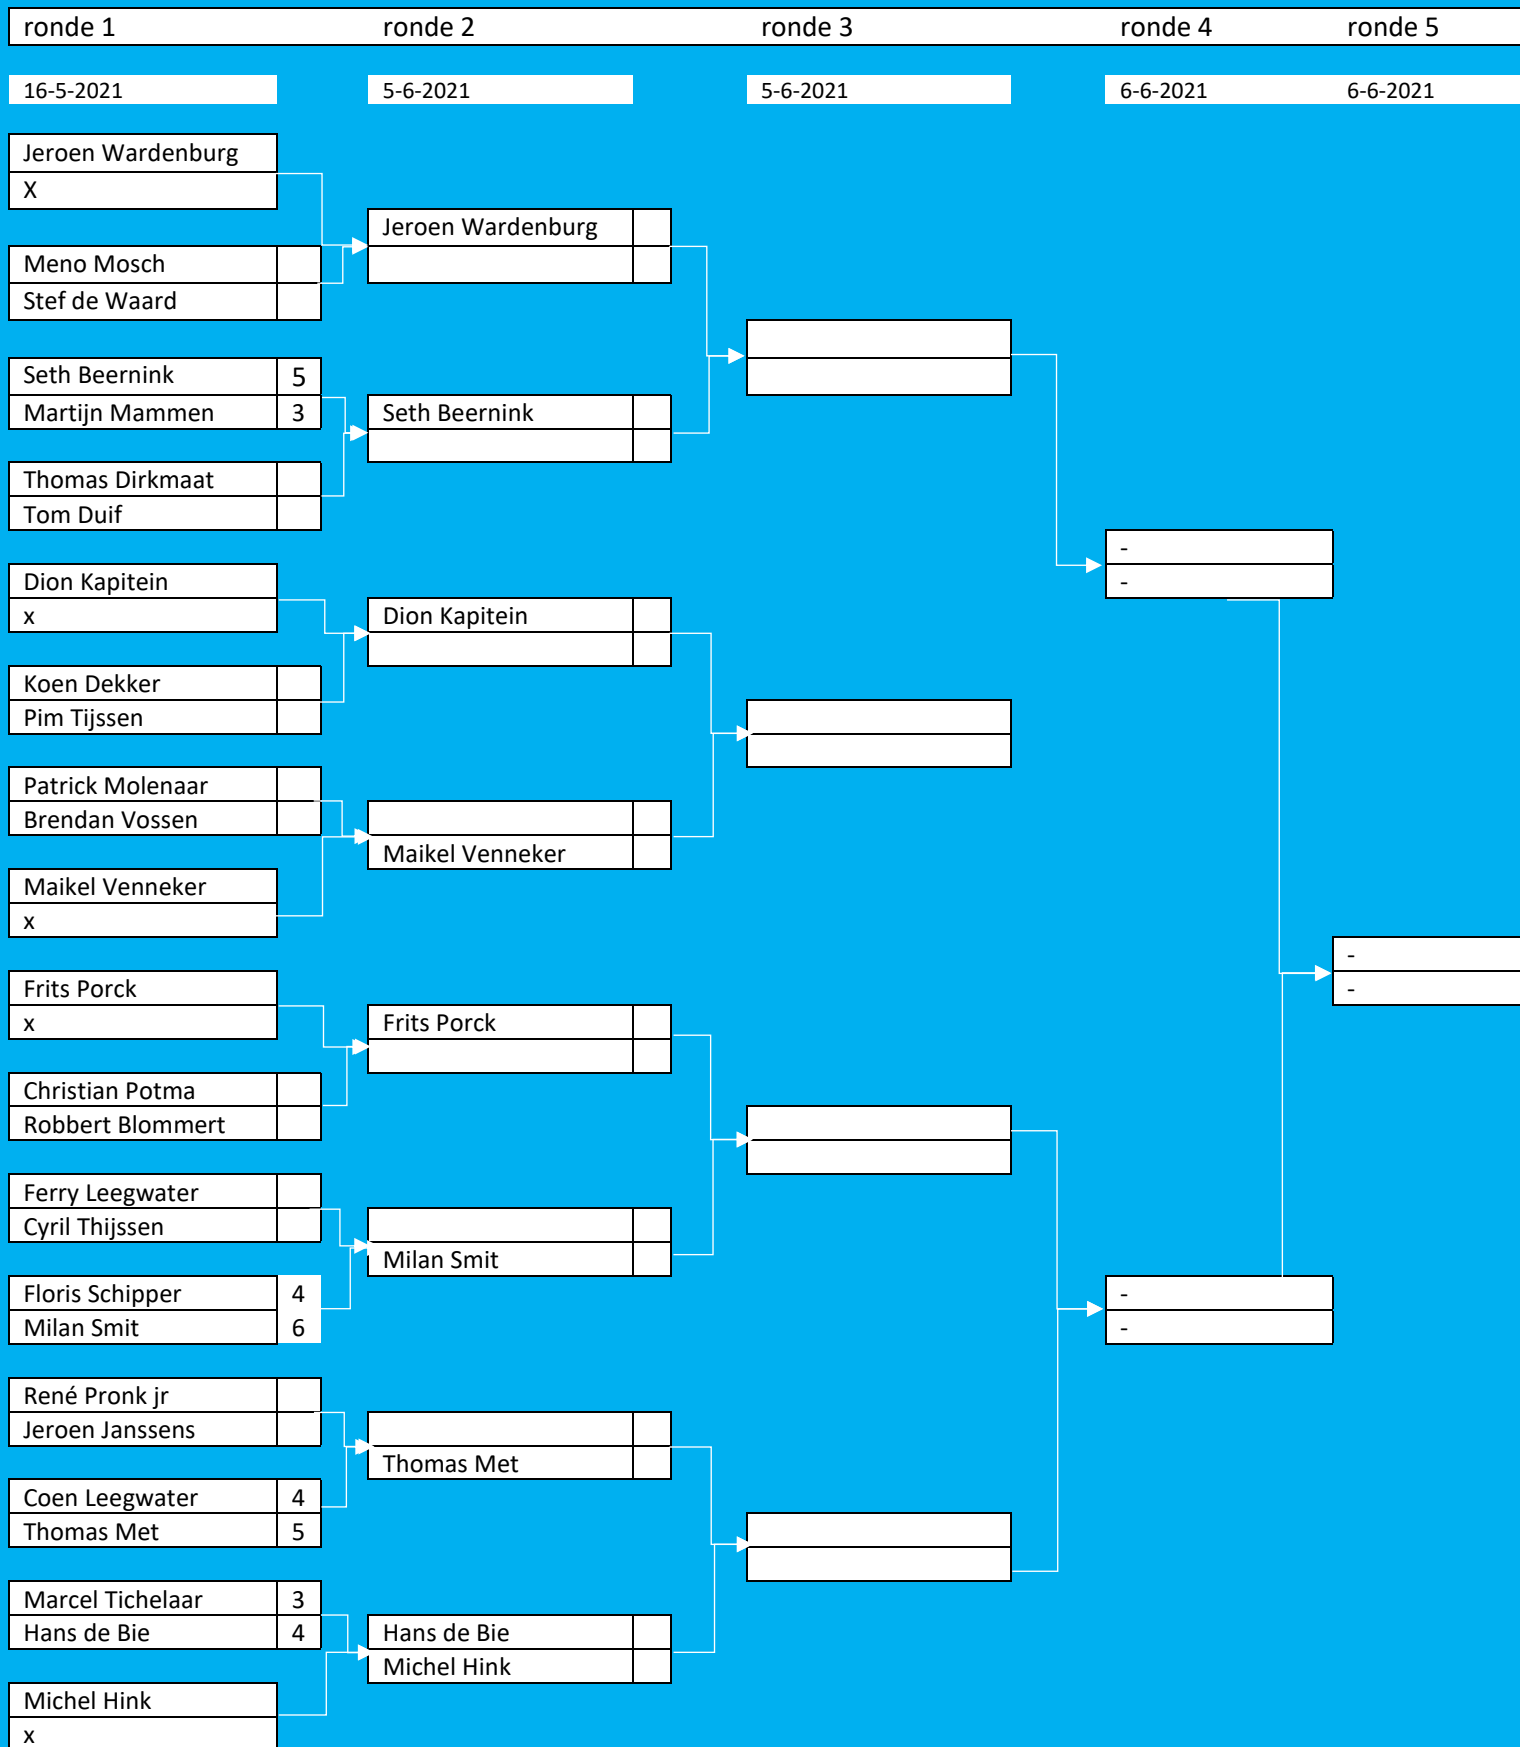 ronde 1 ronde 2 ronde 3 ronde 4 ronde 5
16-5-2021 5-6-2021 5-6-2021 6-6-2021 6-6-2021
Jeroen Wardenburg
X
Jeroen Wardenburg
Meno Mosch
Stef de Waard
Seth Beernink 5
Martijn Mammen 3
Seth Beernink
Thomas Dirkmaat
Tom Duif
-
-
Dion Kapitein
x
Dion Kapitein
Koen Dekker
Pim Tijssen
Patrick Molenaar
Brendan Vossen
Maikel Venneker
Maikel Venneker
x
-
-
Frits Porck
x
Frits Porck
Christian Potma
Robbert Blommert
Ferry Leegwater
Cyril Thijssen
Milan Smit
Floris Schipper 4
Milan Smit 6
-
-
René Pronk jr
Jeroen Janssens
Thomas Met
Coen Leegwater 4
Thomas Met 5
Marcel Tichelaar 3
Hans de Bie 4
Hans de Bie
Michel Hink
Michel Hink
x